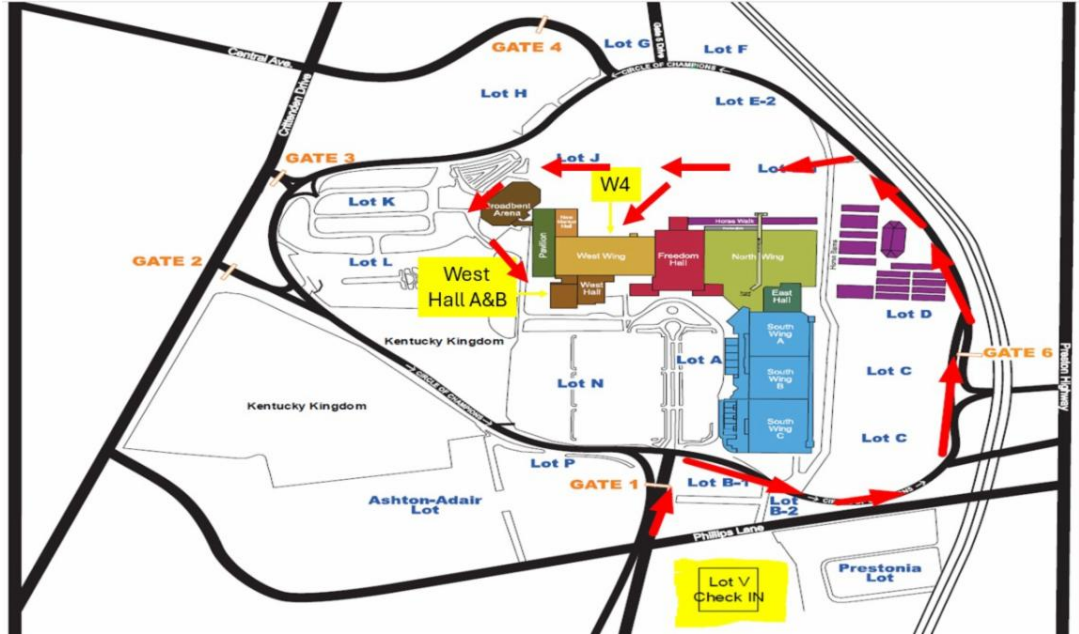 Central Ave.
GATE 4
Lot G
Gate 5 Drive
Lot F
CIRCLE OF CHAMPIONS
Lot H
Lot E-2
Crittenden Drive
GATE 3
Lot J
W4
Lot K
Broadbent
Arena
Pavilion
West Wing
Freedom
Hall
Horse Walk
North Wing
GATE 2
Lot L
West
Hall A&B
West
Hall
East
Hall
Lot D
Kentucky Kingdom
South
Wing
A
Lot A
GATE 6
Preston Highway
Lot N
South
Wing
B
Lot C
Kentucky Kingdom
CIRCLE OF CHAMPIONS
South
Wing
C
Lot C
Lot P
GATE 1
Lot B-1
Ashton-Adair
Lot
Lot
B-2
Phillips Lane
Lot V
Check IN
Prestonia
Lot